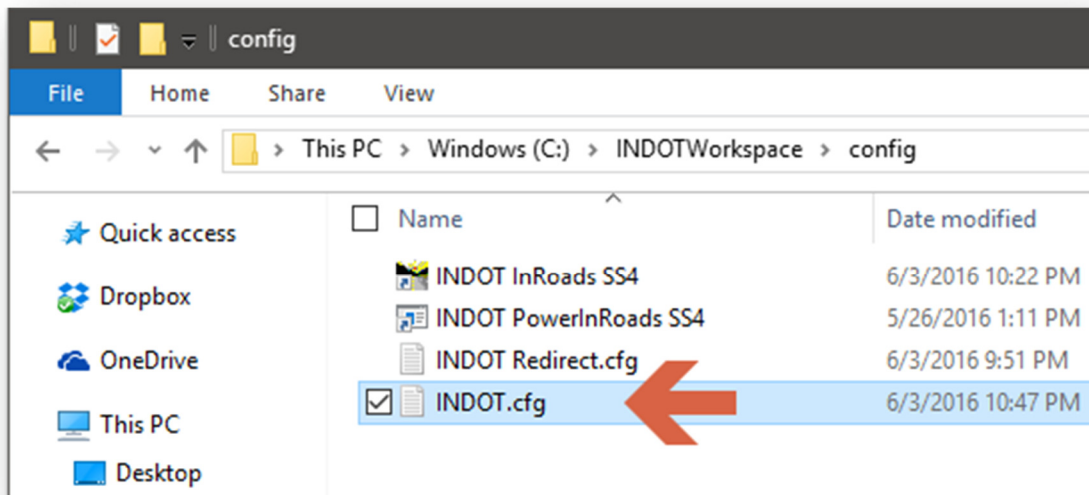 config
File Home Share View
This PC > Windows (C:) > INDOTWorkspace > config
Name Date modified
Quick access
INDOT InRoads SS4 6/3/2016 10:22 PM
INDOT PowerInRoads SS4 5/26/2016 1:11 PM
Dropbox
INDOT Redirect.cfg 6/3/2016 9:51 PM
OneDrive
INDOT.cfg 6/3/2016 10:47 PM
This PC
Desktop